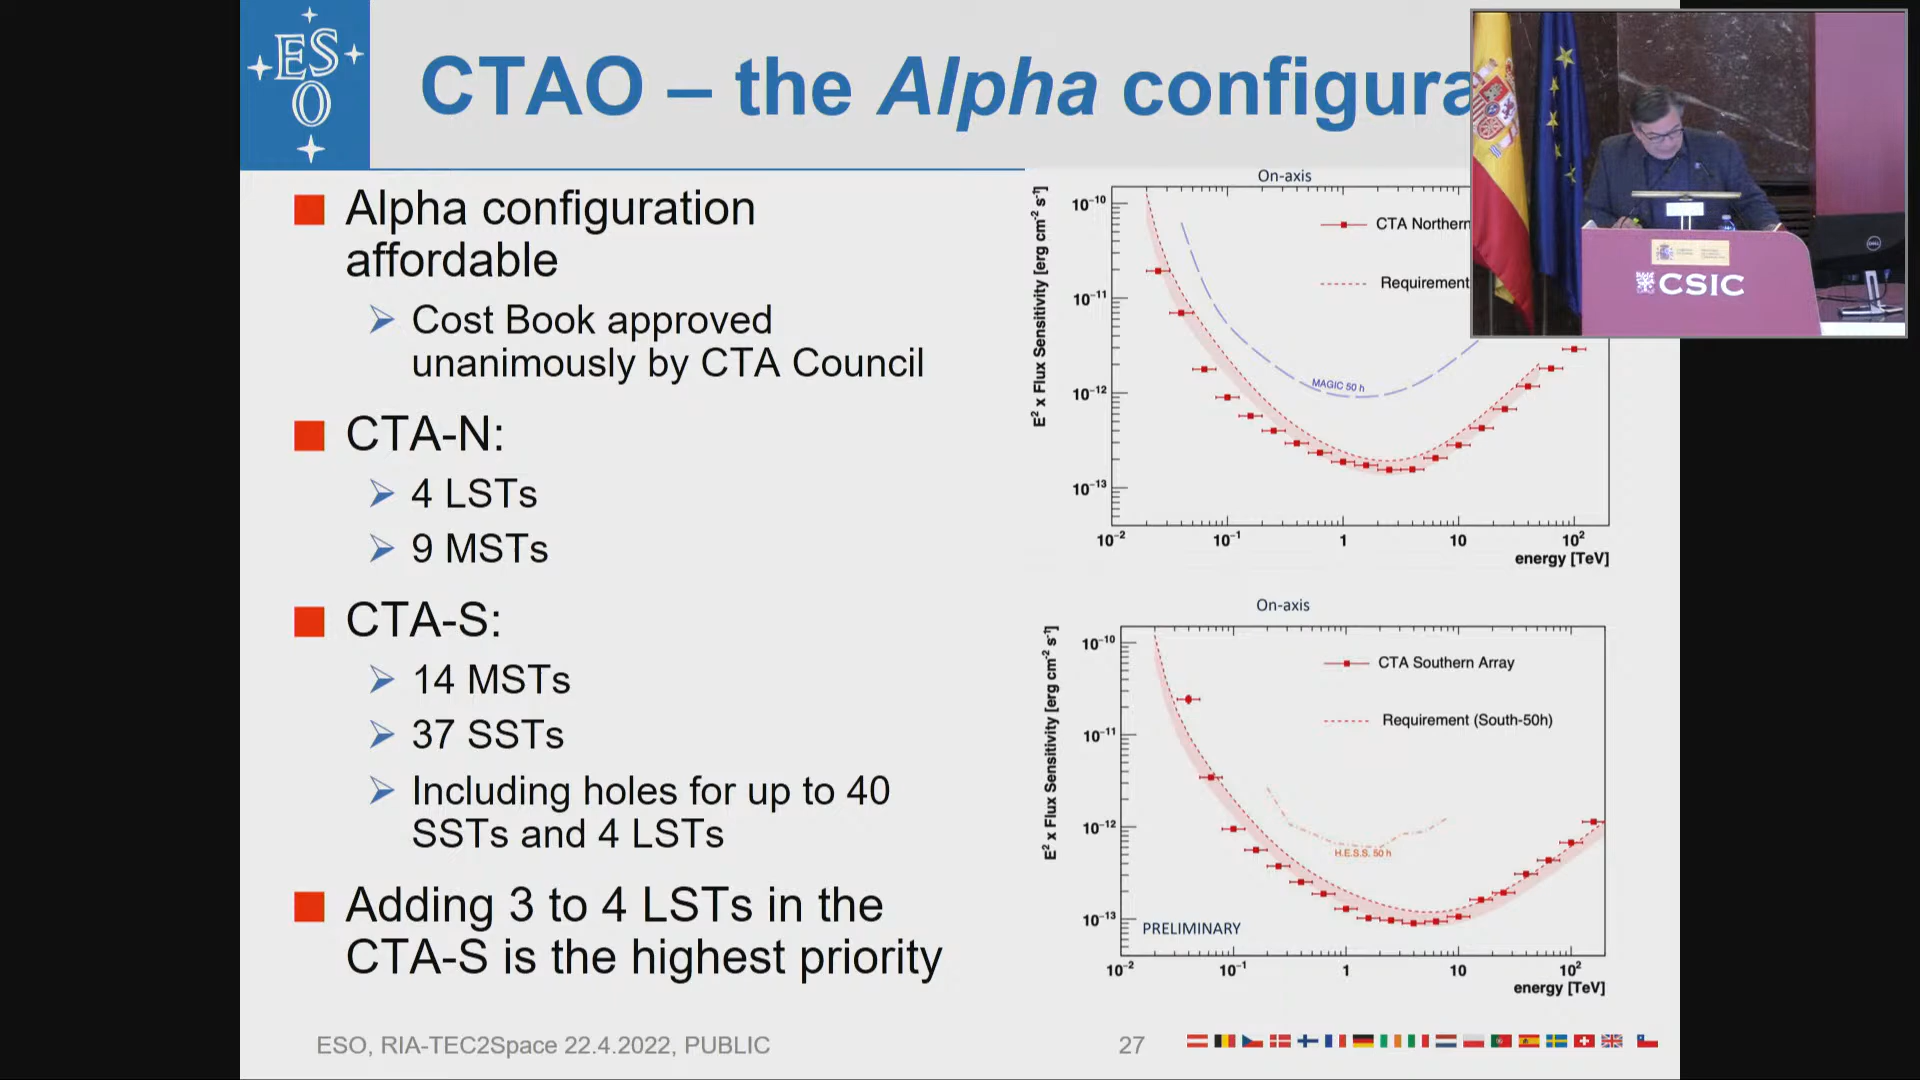 ESO
CTAO – the Alpha configura
Alpha configuration
affordable
Cost Book approved
unanimously by CTA Council
CTA-N:
4 LSTs
9 MSTs
CTA-S:
14 MSTs
37 SSTs
Including holes for up to 40
SSTs and 4 LSTs
Adding 3 to 4 LSTs in the
CTA-S is the highest priority
On-axis
E² x Flux Sensitivity [erg cm⁻² s⁻¹]
10⁻¹⁰
10⁻¹¹
10⁻¹²
10⁻¹³
CTA Northern
Requirement
MAGIC 50 h
10⁻² 10⁻¹ 1 10 10²
energy [TeV]
On-axis
E² x Flux Sensitivity [erg cm⁻² s⁻¹]
10⁻¹⁰
10⁻¹¹
10⁻¹²
10⁻¹³
CTA Southern Array
Requirement (South-50h)
H.E.S.S. 50 h
PRELIMINARY
10⁻² 10⁻¹ 1 10 10²
energy [TeV]
CSIC
DELL
ESO, RIA-TEC2Space 22.4.2022, PUBLIC
27